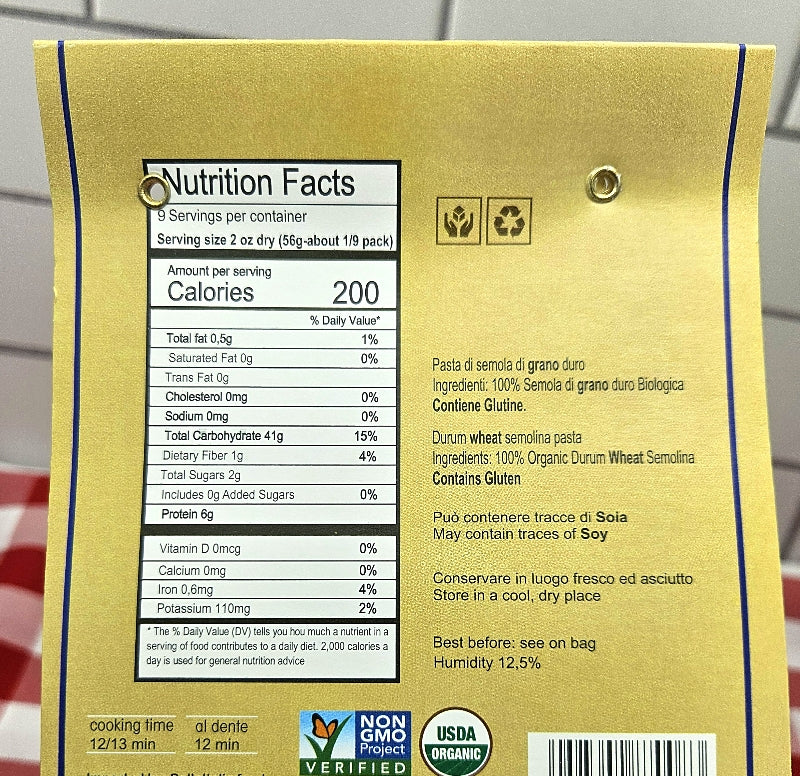 Nutrition Facts
9 Servings per container
Serving size 2 oz dry (56g-about 1/9 pack)
Amount per serving
Calories 200
% Daily Value*
Total fat 0,5g 1%
Saturated Fat 0g 0%
Trans Fat 0g
Cholesterol 0mg 0%
Sodium 0mg 0%
Total Carbohydrate 41g 15%
Dietary Fiber 1g 4%
Total Sugars 2g
Includes 0g Added Sugars 0%
Protein 6g
Vitamin D 0mcg 0%
Calcium 0mg 0%
Iron 0,6mg 4%
Potassium 110mg 2%
* The % Daily Value (DV) tells you hou much a nutrient in a
serving of food contributes to a daily diet. 2,000 calories a
day is used for general nutrition advice
Pasta di semola di grano duro
Ingredienti: 100% Semola di grano duro Biologica
Contiene Glutine.
Durum wheat semolina pasta
Ingredients: 100% Organic Durum Wheat Semolina
Contains Gluten
Può contenere tracce di Soia
May contain traces of Soy
Conservare in luogo fresco ed asciutto
Store in a cool, dry place
Best before: see on bag
Humidity 12,5%
cooking time
12/13 min
al dente
12 min
NON
GMO
Project
VERIFIED
USDA
ORGANIC